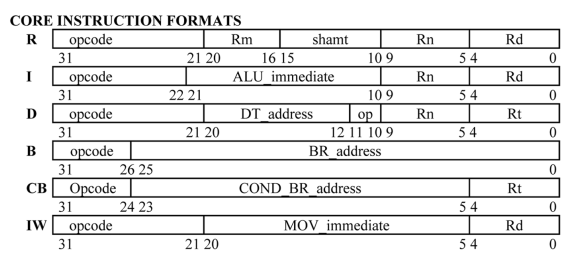 CORE INSTRUCTION FORMATS
R opcode Rm shamt Rn Rd
31 21 20 16 15 10 9 5 4 0
I opcode ALU_immediate Rn Rd
31 22 21 10 9 5 4 0
D opcode DT_address op Rn Rt
31 21 20 12 11 10 9 5 4 0
B opcode BR_address
31 26 25 0
CB Opcode COND_BR_address Rt
31 24 23 5 4 0
IW opcode MOV_immediate Rd
31 21 20 5 4 0